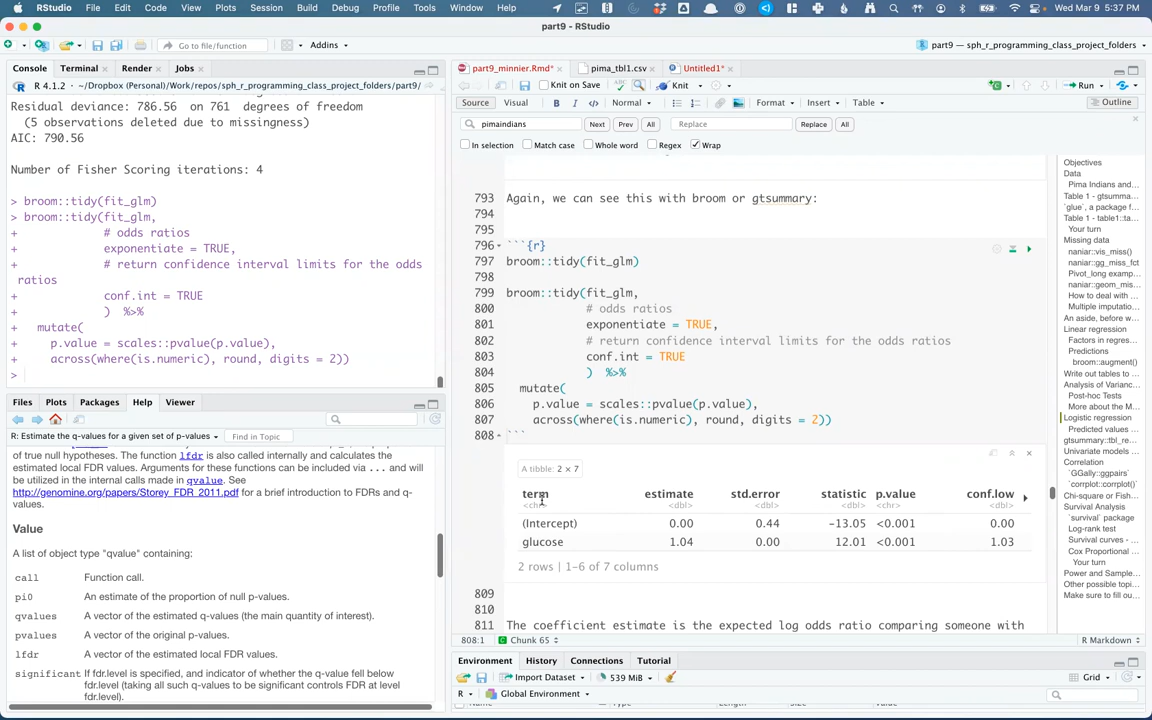 RStudio File Edit Code View Plots Session Build Debug Profile Tools Window Help Wed Mar 9 5:37 PM
part9 - RStudio
Go to file/function Addins part9 — sph_r_programming_class_project_folders
Console Terminal Render Jobs
R 4.1.2 · ~/Dropbox (Personal)/Work/repos/sph_r_programming_class_project_folders/part9/
Residual deviance: 786.56 on 761 degrees of freedom
(5 observations deleted due to missingness)
AIC: 790.56
Number of Fisher Scoring iterations: 4
> broom::tidy(fit_glm)
> broom::tidy(fit_glm,
+ # odds ratios
+ exponentiate = TRUE,
+ # return confidence interval limits for the odds
ratios
+ conf.int = TRUE
+ ) %>%
+ mutate(
+ p.value = scales::pvalue(p.value),
+ across(where(is.numeric), round, digits = 2))
>
Files Plots Packages Help Viewer
R: Estimate the q-values for a given set of p-values Find in Topic
of true null hypotheses. The function lfdr is also called internally and calculates the
estimated local FDR values. Arguments for these functions can be included via ... and will
be utilized in the internal calls made in qvalue. See
http://genomine.org/papers/Storey_FDR_2011.pdf for a brief introduction to FDRs and q-
values.
Value
A list of object type "qvalue" containing:
call Function call.
pi0 An estimate of the proportion of null p-values.
qvalues A vector of the estimated q-values (the main quantity of interest).
pvalues A vector of the original p-values.
lfdr A vector of the estimated local FDR values.
significant If fdr.level is specified, and indicator of whether the q-value fell below
fdr.level (taking all such q-values to be significant controls FDR at level
fdr.level).
part9_minnier.Rmd* pima_tbl1.csv Untitled1*
Knit on Save Knit Run
Source Visual B I </> Normal Format Insert Table Outline
pimaindians Next Prev All Replace Replace All
In selection Match case Whole word Regex Wrap
793 Again, we can see this with broom or gtsummary:
794
795
796 ```{r}
797 broom::tidy(fit_glm)
798
799 broom::tidy(fit_glm,
800 # odds ratios
801 exponentiate = TRUE,
802 # return confidence interval limits for the odds ratios
803 conf.int = TRUE
804 ) %>%
805 mutate(
806 p.value = scales::pvalue(p.value),
807 across(where(is.numeric), round, digits = 2))
808 ```
A tibble: 2 × 7
term estimate std.error statistic p.value conf.low
<chr> <dbl> <dbl> <dbl> <chr> <dbl>
(Intercept) 0.00 0.44 -13.05 <0.001 0.00
glucose 1.04 0.00 12.01 <0.001 1.03
2 rows | 1-6 of 7 columns
809
810
811 The coefficient estimate is the expected log odds ratio comparing someone with
808:1 Chunk 65 R Markdown
Objectives
Data
Pima Indians and...
Table 1 - gtsumma...
`glue`, a package f...
Table 1 - table1::ta...
Your turn
Missing data
naniar::vis_miss()
naniar::gg_miss_fct
Pivot_long examp...
naniar::geom_mis...
How to deal with ...
Multiple imputatio...
An aside, before w...
Linear regression
Factors in regres...
Predictions
broom::augment()
Write out tables to ...
Analysis of Varianc...
Post-hoc Tests
More about the M...
Logistic regression
Predicted values ...
gtsummary::tbl_re...
Univariate models ...
Correlation
`GGally::ggpairs`
`corrplot::corrplot()`
Chi-square or Fish...
Survival Analysis
`survival` package
Log-rank test
Survival curves - ...
Cox Proportional ...
Your turn
Power and Sample...
Other possible topi...
Make sure to fill ou...
Environment History Connections Tutorial
Import Dataset 539 MiB Grid
R Global Environment